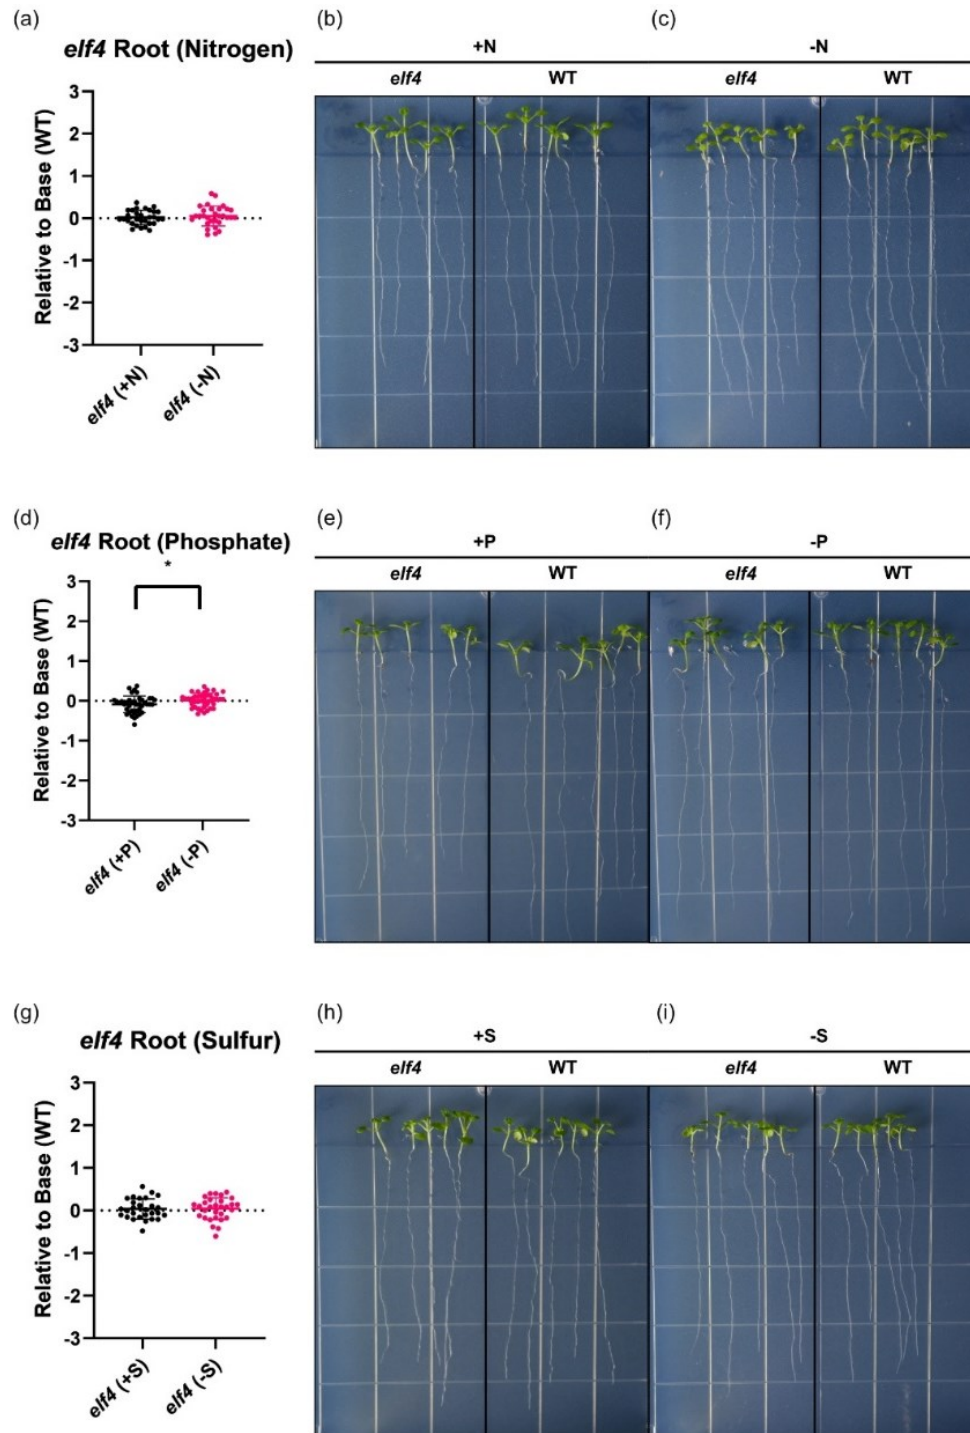 (a)
elf4 Root (Nitrogen)
Relative to Base (WT)
3
2
1
0
-1
-2
-3
elf4 (+N)
elf4 (-N)
(b)
(c)
+N
-N
elf4
WT
elf4
WT
(d)
elf4 Root (Phosphate)
*
Relative to Base (WT)
3
2
1
0
-1
-2
-3
elf4 (+P)
elf4 (-P)
(e)
(f)
+P
-P
elf4
WT
elf4
WT
(g)
elf4 Root (Sulfur)
Relative to Base (WT)
3
2
1
0
-1
-2
-3
elf4 (+S)
elf4 (-S)
(h)
(i)
+S
-S
elf4
WT
elf4
WT